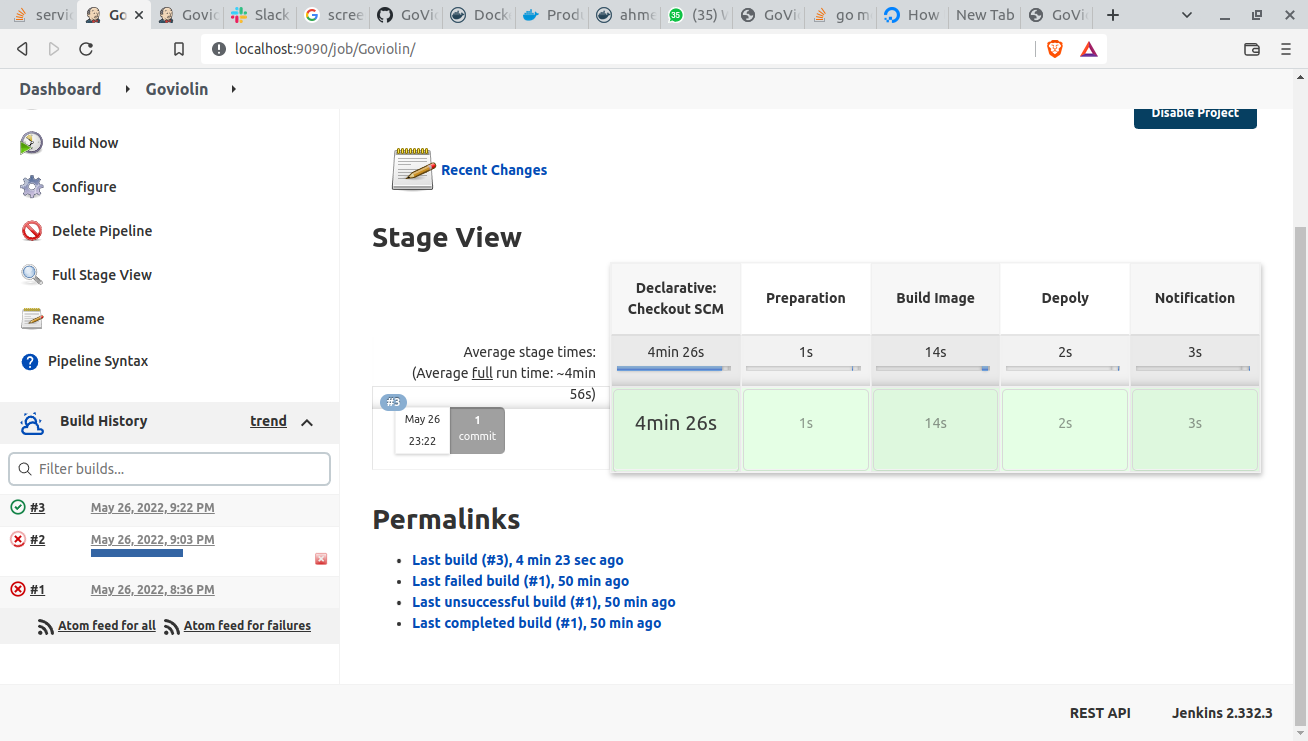 servic
Go
Govic
Slack
scree
GoVic
Docke
Produ
ahme
(35) W
GoVic
go m
How
New Tab
GoVic
localhost:9090/job/Goviolin/
Dashboard
Goviolin
Build Now
Configure
Delete Pipeline
Full Stage View
Rename
Pipeline Syntax
Build History
trend
Filter builds...
#3
May 26, 2022, 9:22 PM
#2
May 26, 2022, 9:03 PM
#1
May 26, 2022, 8:36 PM
Atom feed for all
Atom feed for failures
Disable Project
Recent Changes
Stage View
Declarative:
Checkout SCM
Preparation
Build Image
Depoly
Notification
Average stage times:
(Average full run time: ~4min
56s)
4min 26s
1s
14s
2s
3s
#3
May 26
23:22
1
commit
4min 26s
1s
14s
2s
3s
Permalinks
Last build (#3), 4 min 23 sec ago
Last failed build (#1), 50 min ago
Last unsuccessful build (#1), 50 min ago
Last completed build (#1), 50 min ago
REST API
Jenkins 2.332.3